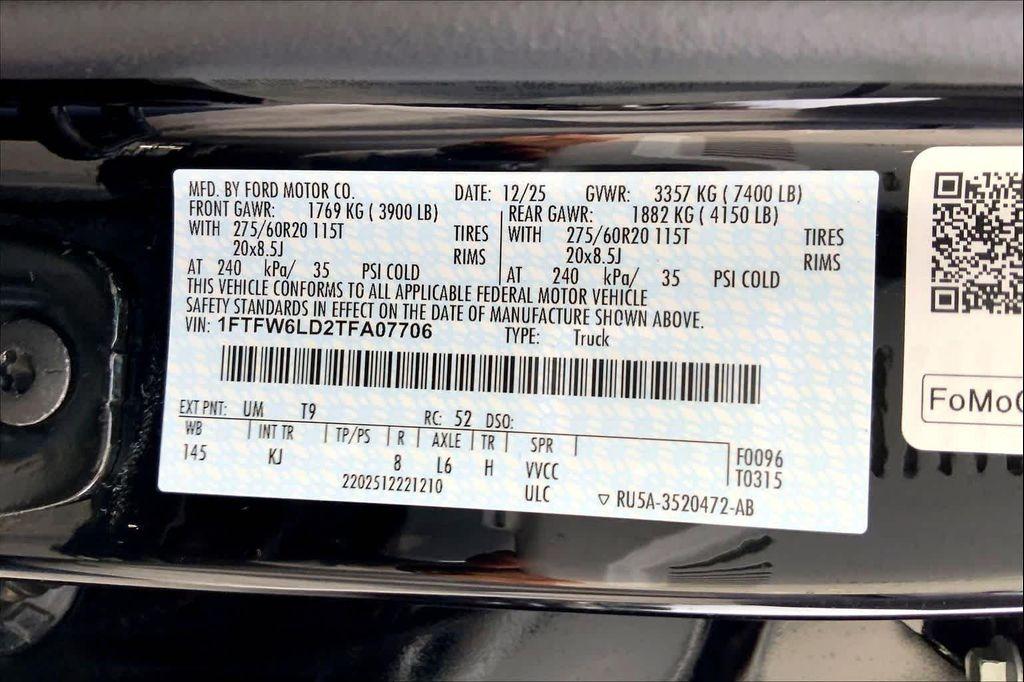 MFD. BY FORD MOTOR CO. DATE: 12/25 GVWR: 3357 KG ( 7400 LB)
FRONT GAWR: 1769 KG ( 3900 LB) REAR GAWR: 1882 KG ( 4150 LB)
WITH 275/60R20 115T TIRES WITH 275/60R20 115T TIRES
20x8.5J RIMS 20x8.5J RIMS
AT 240 kPa/ 35 PSI COLD AT 240 kPa/ 35 PSI COLD
THIS VEHICLE CONFORMS TO ALL APPLICABLE FEDERAL MOTOR VEHICLE
SAFETY STANDARDS IN EFFECT ON THE DATE OF MANUFACTURE SHOWN ABOVE.
VIN: 1FTFW6LD2TFA07706 TYPE: Truck
EXT PNT: UM T9 RC: 52 DSO:
WB INT TR TP/PS R AXLE TR SPR F0096
145 KJ 8 L6 H VVCC T0315
2202512221210 ULC ▽ RU5A-3520472-AB
FoMoC